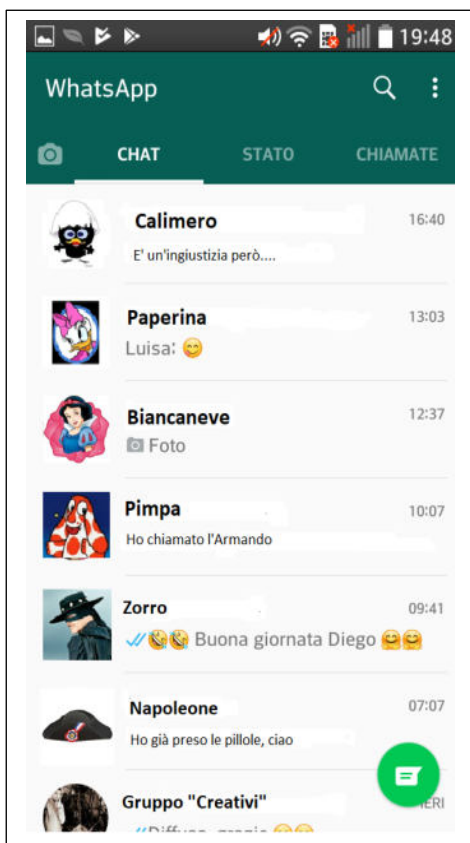 19:48
WhatsApp
CHAT STATO CHIAMATE
Calimero 16:40
E' un'ingiustizia però....
Paperina 13:03
Luisa: 😋
Biancaneve 12:37
Foto
Pimpa 10:07
Ho chiamato l'Armando
Zorro 09:41
🤣🤣 Buona giornata Diego 🤗🤗
Napoleone 07:07
Ho già preso le pillole, ciao
Gruppo "Creativi" IERI